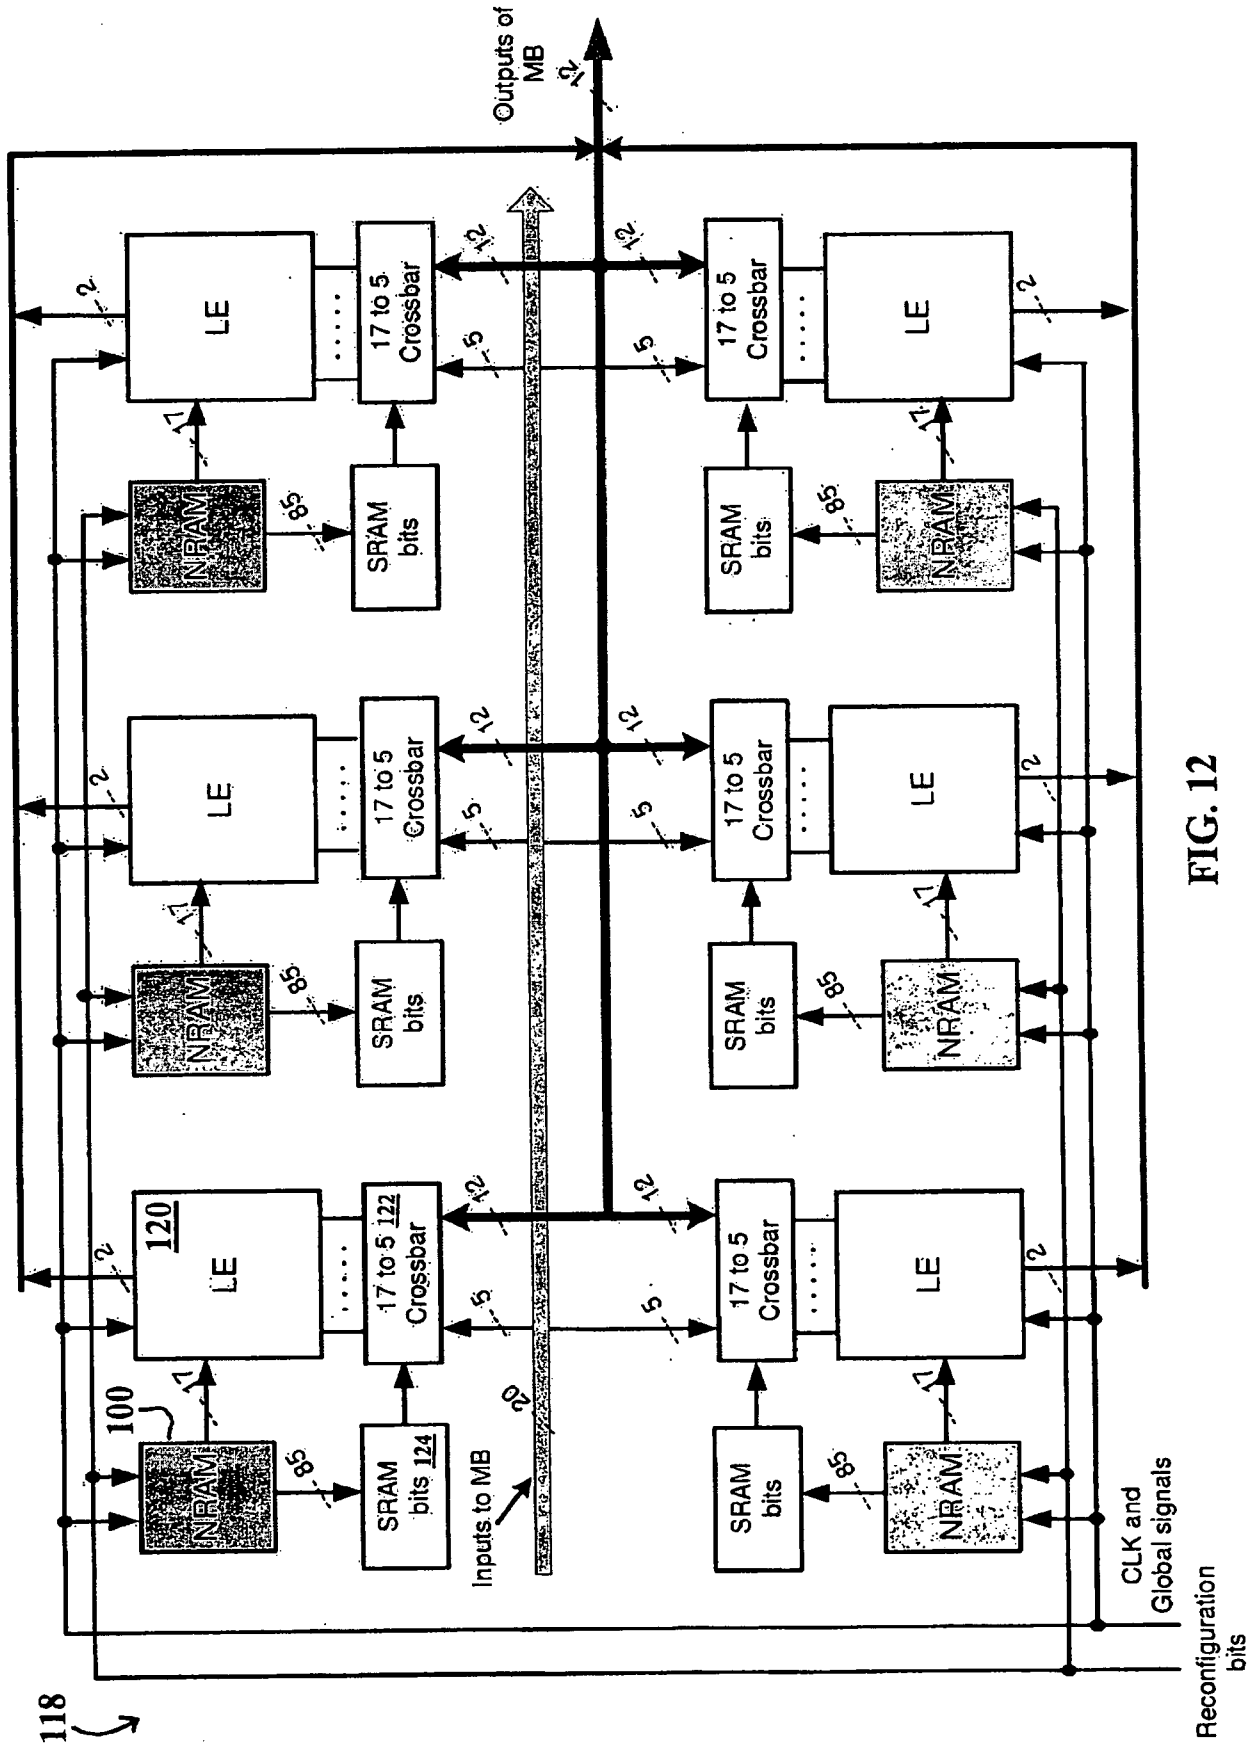 118
Reconfiguration
bits
CLK and
Global signals
Inputs to MB
20
Outputs of
MB
12
100
NRAM
17
85
SRAM
bits 124
LE
120
2
17 to 5 122
Crossbar
. . . . .
5
12
NRAM
17
85
SRAM
bits
LE
2
17 to 5
Crossbar
. . . . .
5
12
NRAM
17
85
SRAM
bits
LE
2
17 to 5
Crossbar
. . . . .
5
12
NRAM
17
85
SRAM
bits
LE
2
17 to 5
Crossbar
. . . . .
5
12
NRAM
17
85
SRAM
bits
LE
2
17 to 5
Crossbar
. . . . .
5
12
NRAM
17
85
SRAM
bits
LE
2
17 to 5
Crossbar
. . . . .
5
12
FIG. 12